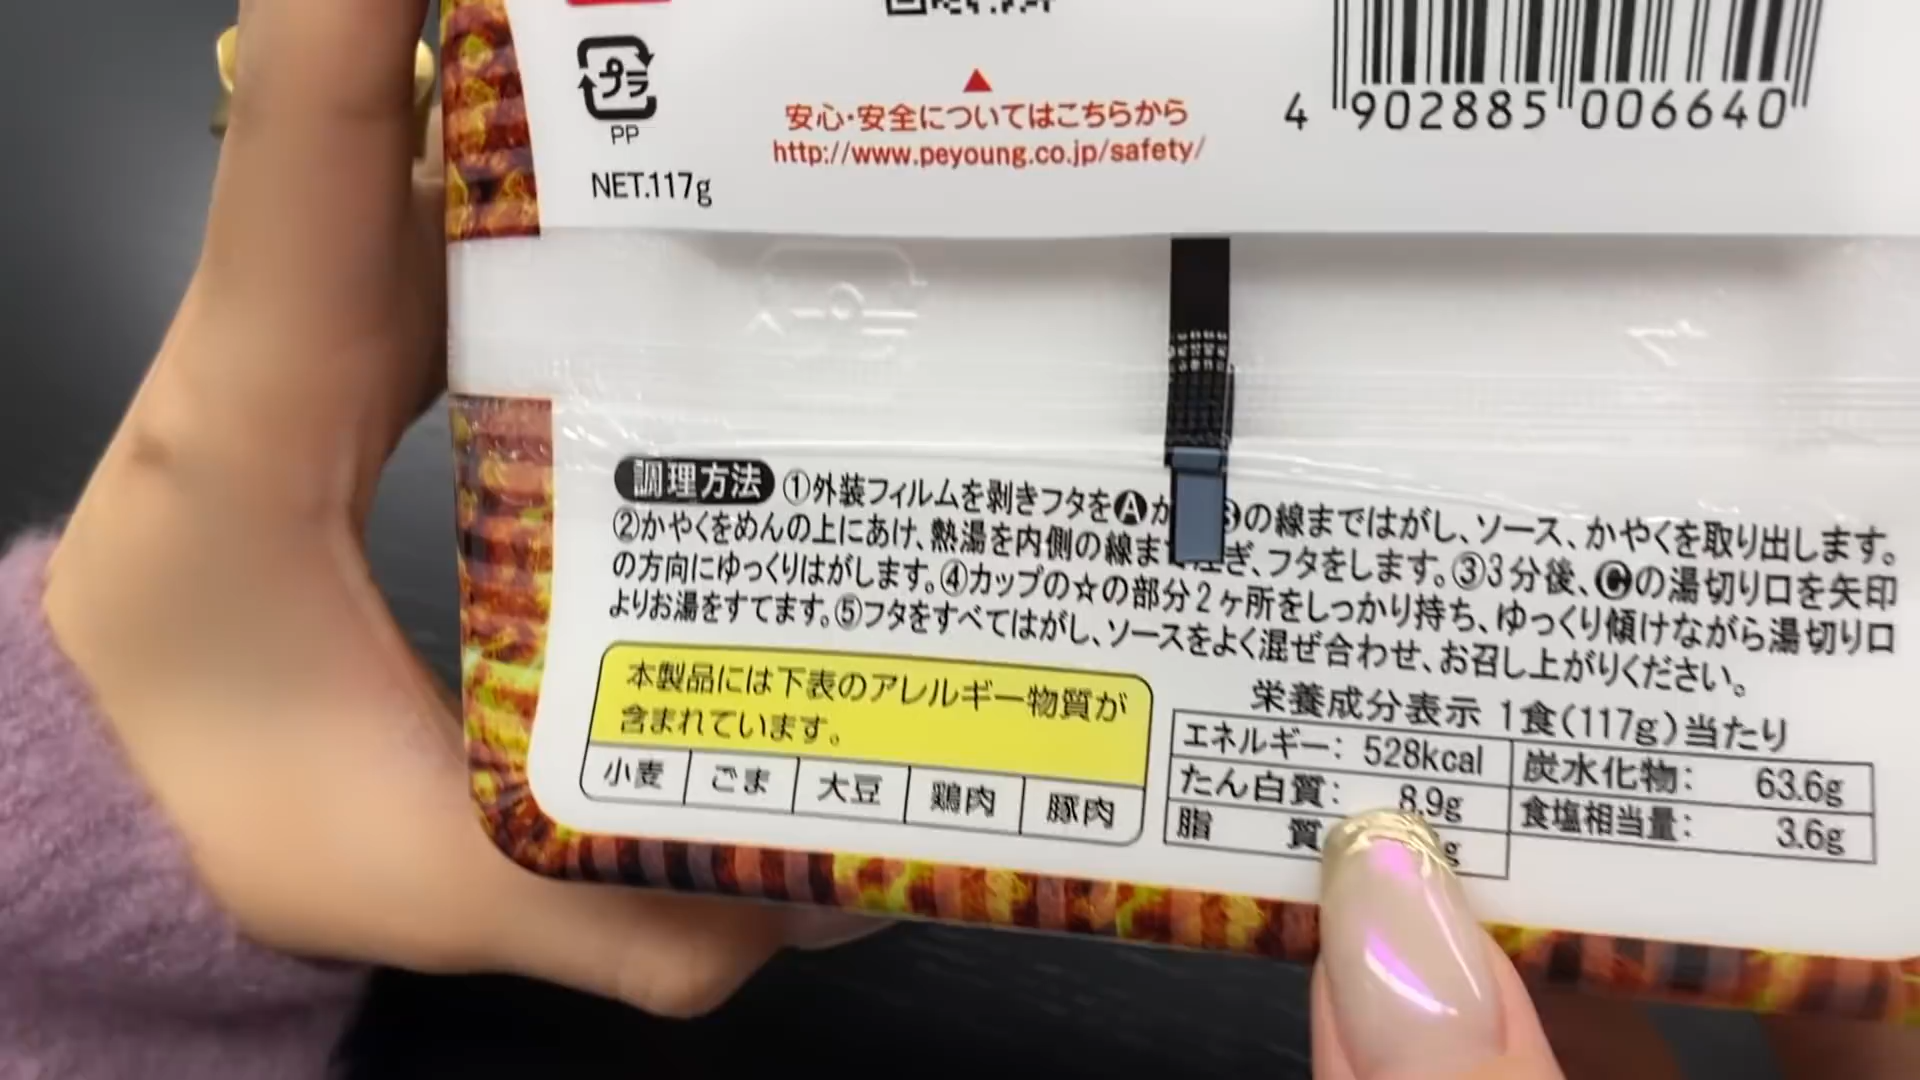 プラ
PP
NET.117g
安心・安全についてはこちらから
http://www.peyoung.co.jp/safety/
4 902885 006640
調理方法 ①外装フィルムを剥きフタをAか の線まではがし、ソース、かやくを取り出します。
②かやくをめんの上にあけ、熱湯を内側の線ま ぎ、フタをします。③3分後、Cの湯切り口を矢印
の方向にゆっくりはがします。④カップの☆の部分2ヶ所をしっかり持ち、ゆっくり傾けながら湯切り口
よりお湯をすてます。⑤フタをすべてはがし、ソースをよく混ぜ合わせ、お召し上がりください。
本製品には下表のアレルギー物質が
含まれています。
小麦 ごま 大豆 鶏肉 豚肉
栄養成分表示 1食(117g)当たり
エネルギー: 528kcal 炭水化物: 63.6g
たん白質: 8.9g 食塩相当量: 3.6g
脂 質 g